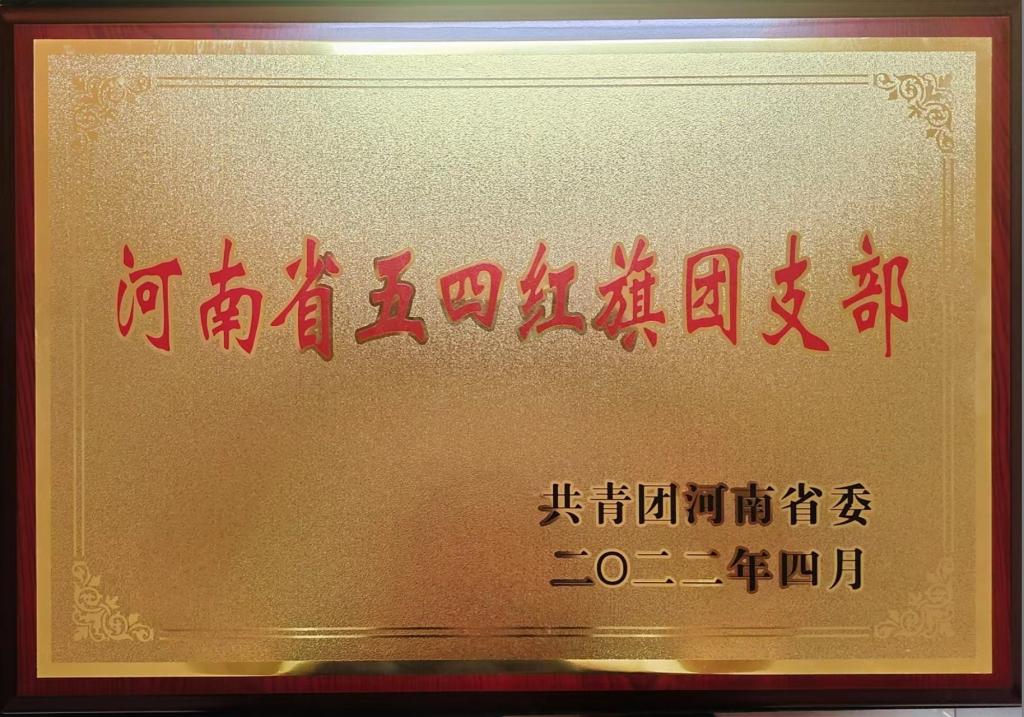 河南省五四红旗团支部
共青团河南省委
二〇二二年四月